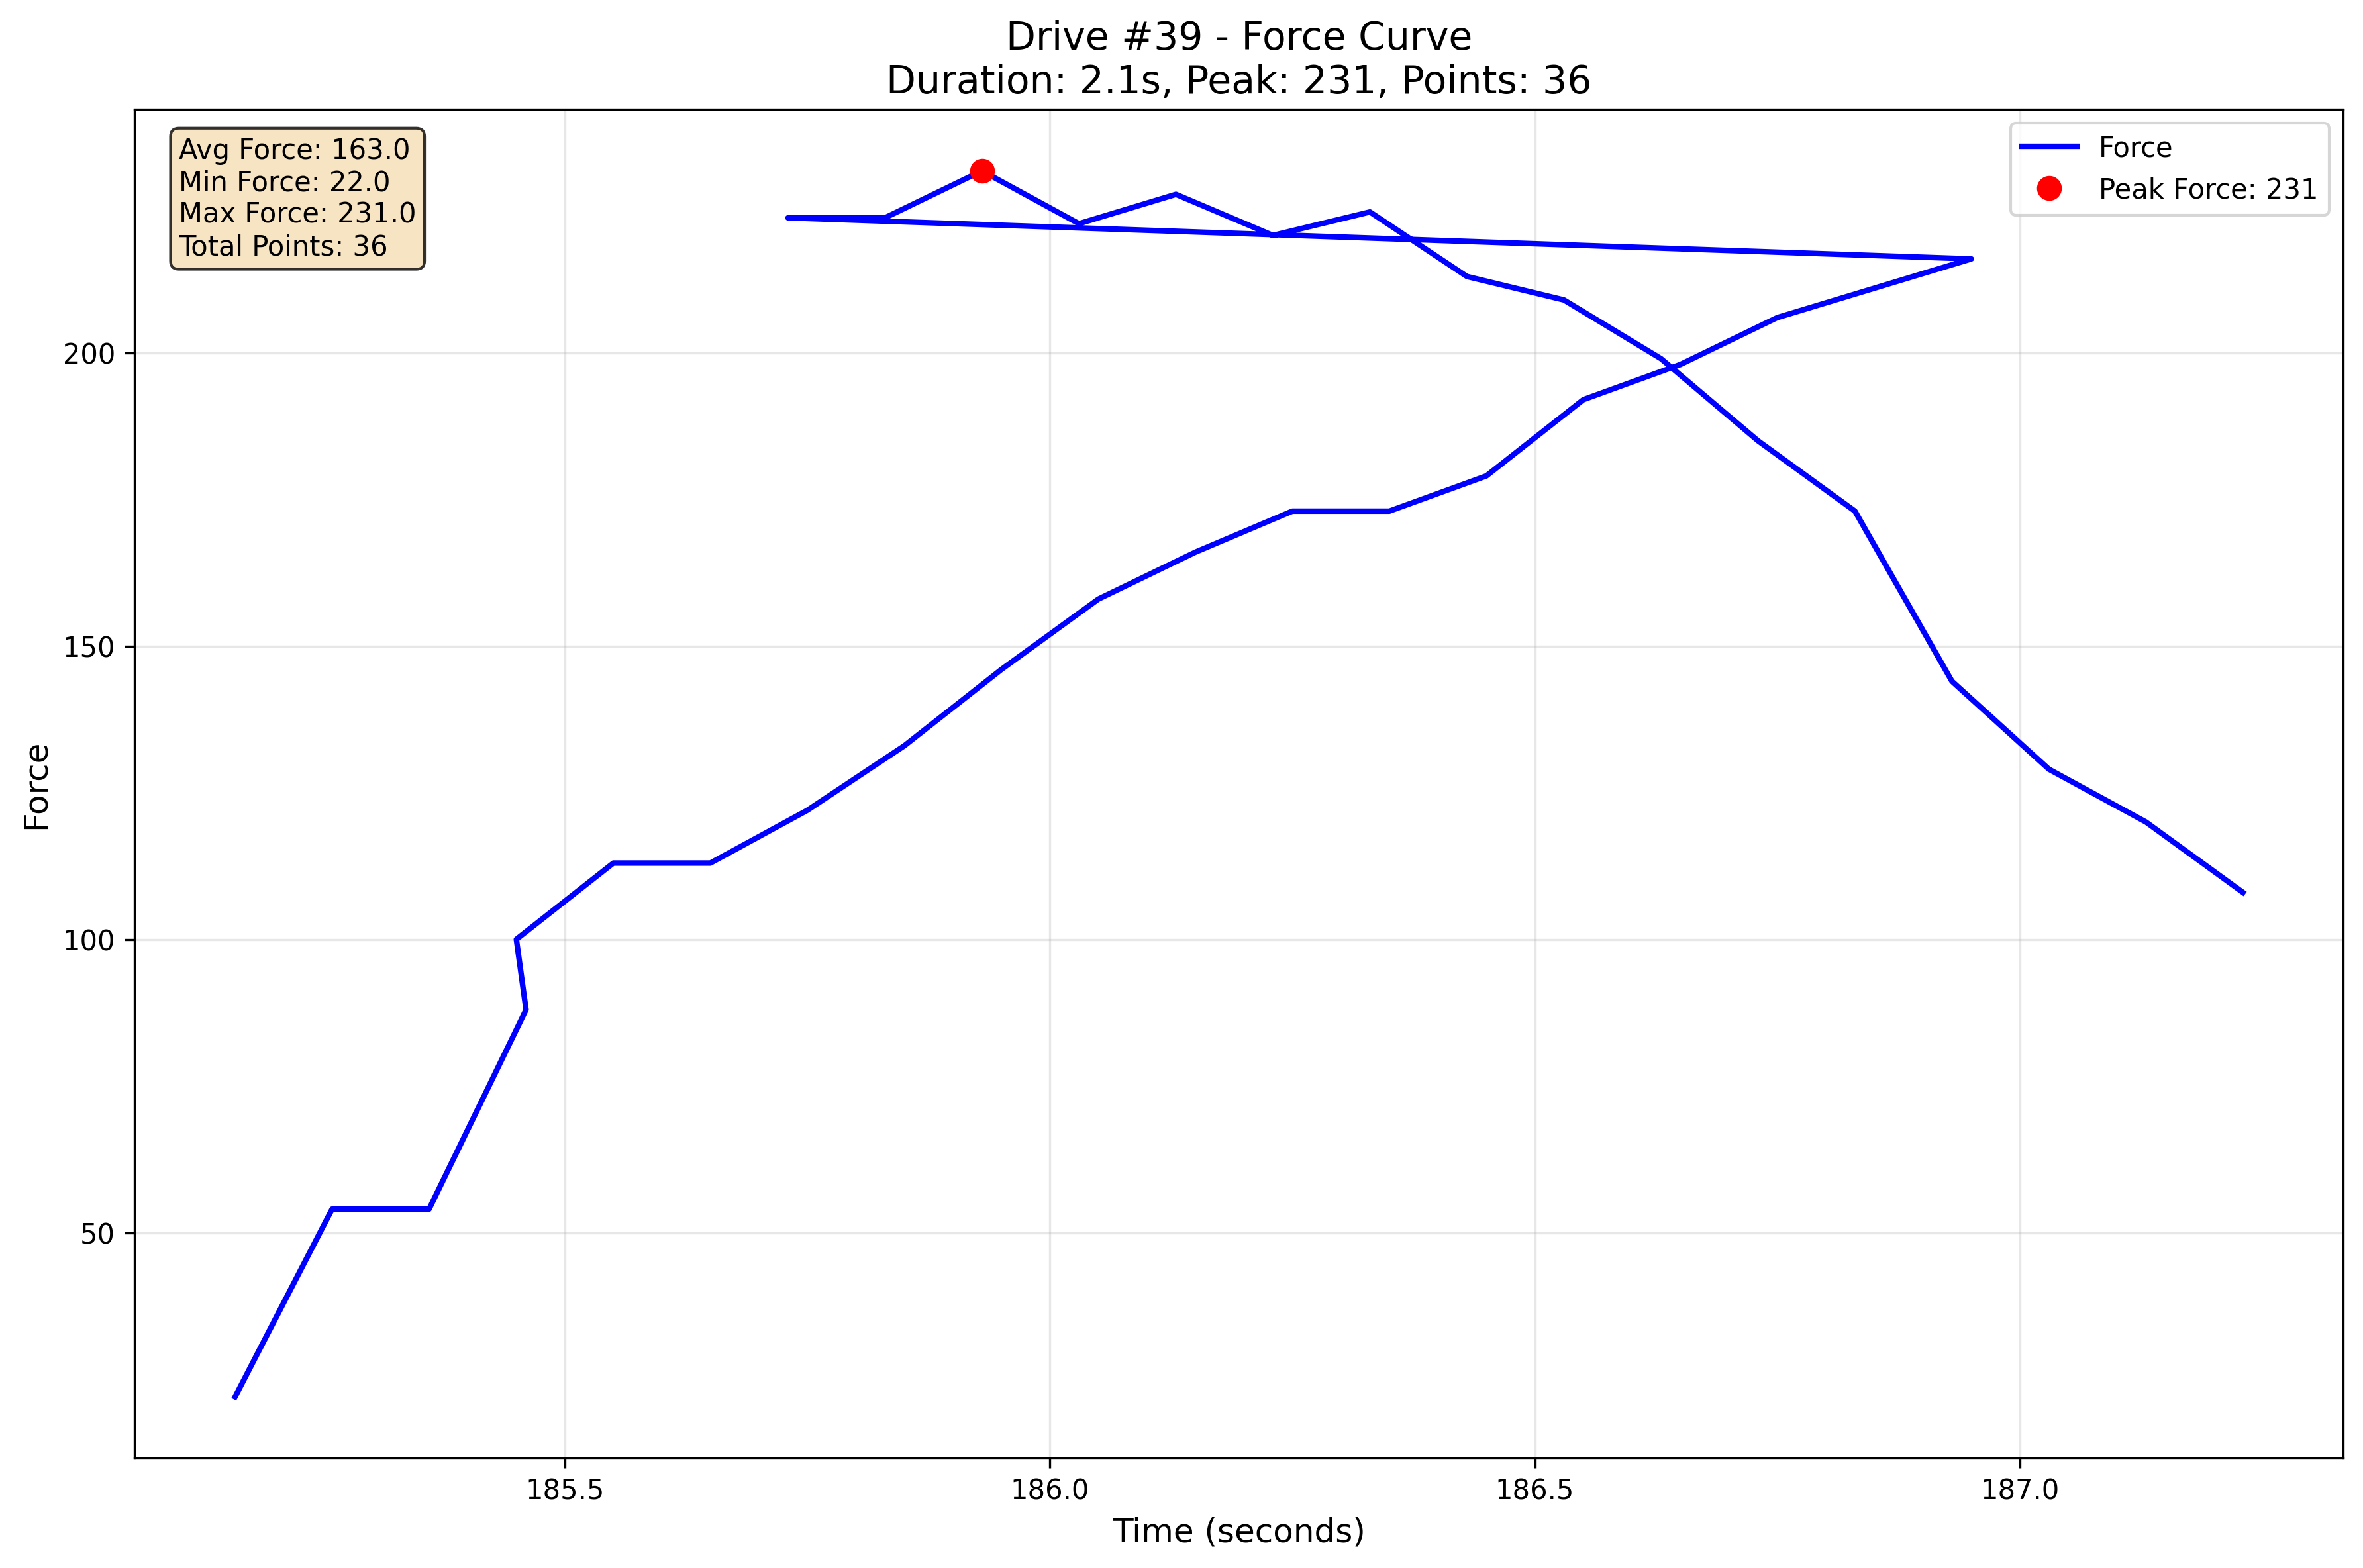 Drive #39 - Force Curve
Duration: 2.1s, Peak: 231, Points: 36
Avg Force: 163.0
Min Force: 22.0
Max Force: 231.0
Total Points: 36
Force
Peak Force: 231
200
150
100
50
Force
185.5
186.0
186.5
187.0
Time (seconds)